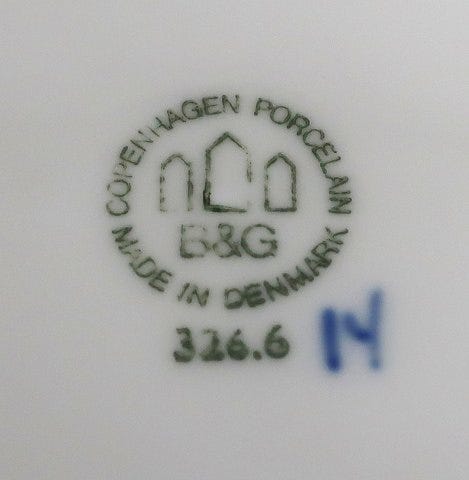 COPENHAGEN PORCELAIN
B&G
MADE IN DENMARK
326.6
14